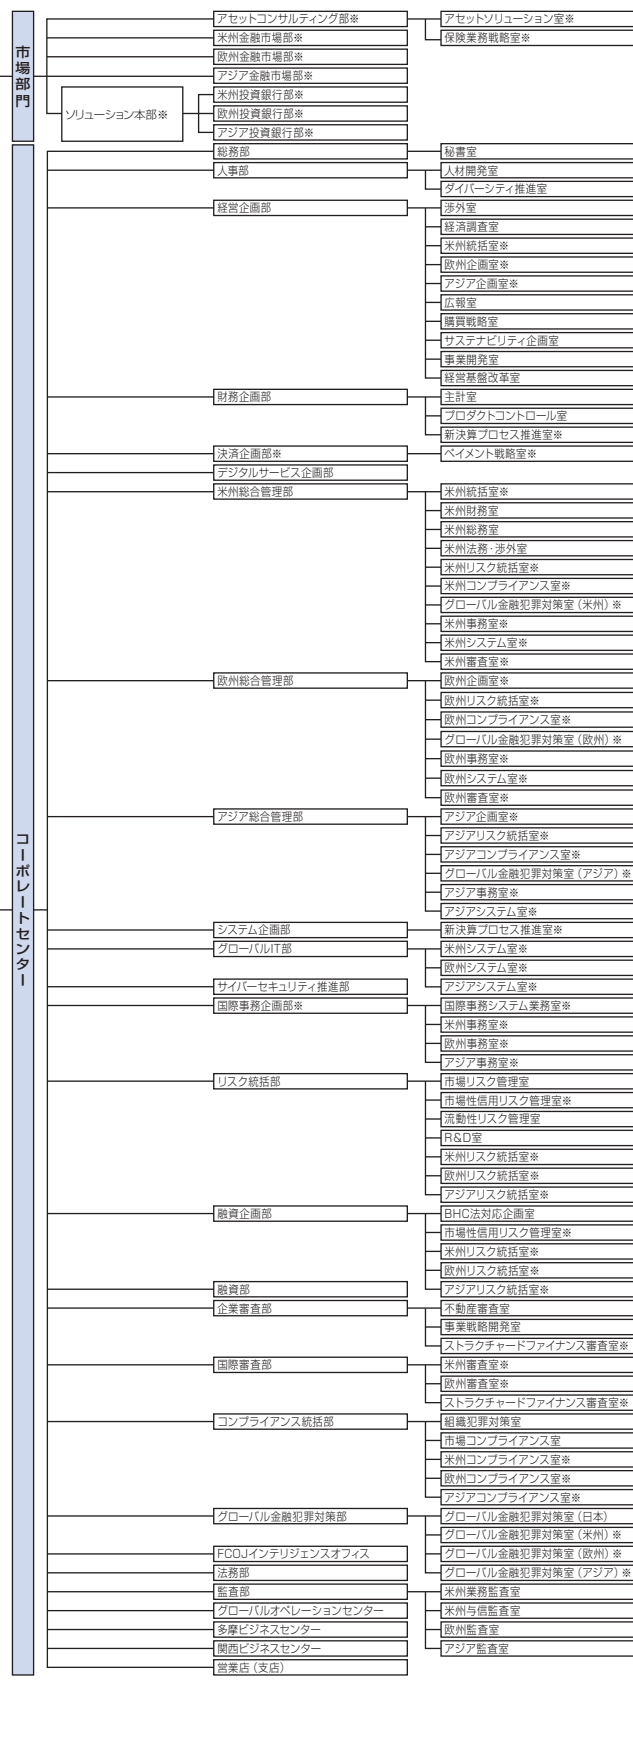 市場部門
アセットコンサルティング部※
アセットソリューション室※
米州金融市場部※
保険業務戦略室※
欧州金融市場部※
アジア金融市場部※
ソリューション本部※
米州投資銀行部※
欧州投資銀行部※
アジア投資銀行部※
コーポレートセンター
総務部
秘書室
人事部
人材開発室
ダイバーシティ推進室
経営企画部
渉外室
経済調査室
米州統括室※
欧州企画室※
アジア企画室※
広報室
購買戦略室
サステナビリティ企画室
事業開発室
経営基盤改革室
財務企画部
主計室
プロダクトコントロール室
新決算プロセス推進室※
決済企画部※
ペイメント戦略室※
デジタルサービス企画部
米州総合管理部
米州統括室※
米州財務室
米州総務室
米州法務・渉外室
米州リスク統括室※
米州コンプライアンス室※
グローバル金融犯罪対策室（米州）※
米州事務室※
米州システム室※
米州審査室※
欧州総合管理部
欧州企画室※
欧州リスク統括室※
欧州コンプライアンス室※
グローバル金融犯罪対策室（欧州）※
欧州事務室※
欧州システム室※
欧州審査室※
アジア総合管理部
アジア企画室※
アジアリスク統括室※
アジアコンプライアンス室※
グローバル金融犯罪対策室（アジア）※
アジア事務室※
アジアシステム室※
システム企画部
新決算プロセス推進室※
グローバルIT部
米州システム室※
欧州システム室※
サイバーセキュリティ推進部
アジアシステム室※
国際事務企画部※
国際事務システム業務室※
米州事務室※
欧州事務室※
アジア事務室※
リスク統括部
市場リスク管理室
市場性信用リスク管理室※
流動性リスク管理室
R&D室
米州リスク統括室※
欧州リスク統括室※
アジアリスク統括室※
融資企画部
BHC法対応企画室
市場性信用リスク管理室※
米州リスク統括室※
欧州リスク統括室※
融資部
アジアリスク統括室※
企業審査部
不動産審査室
事業戦略開発室
ストラクチャードファイナンス審査室※
国際審査部
米州審査室※
欧州審査室※
ストラクチャードファイナンス審査室※
コンプライアンス統括部
組織犯罪対策室
市場コンプライアンス室
米州コンプライアンス室※
欧州コンプライアンス室※
アジアコンプライアンス室※
グローバル金融犯罪対策部
グローバル金融犯罪対策室（日本）
グローバル金融犯罪対策室（米州）※
FCOJインテリジェンスオフィス
グローバル金融犯罪対策室（欧州）※
法務部
グローバル金融犯罪対策室（アジア）※
監査部
米州業務監査室
グローバルオペレーションセンター
米州与信監査室
多摩ビジネスセンター
欧州監査室
関西ビジネスセンター
アジア監査室
営業店（支店）